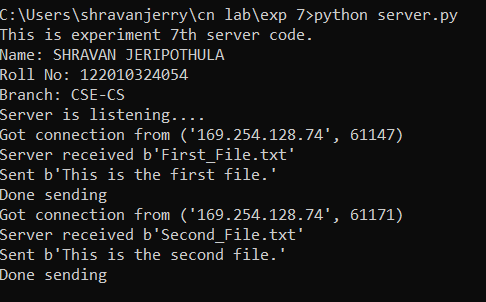 C:\Users\shravanjerry\cn lab\exp 7>python server.py
This is experiment 7th server code.
Name: SHRAVAN JERIPOTHULA
Roll No: 122010324054
Branch: CSE-CS
Server is listening....
Got connection from ('169.254.128.74', 61147)
Server received b'First_File.txt'
Sent b'This is the first file.'
Done sending
Got connection from ('169.254.128.74', 61171)
Server received b'Second_File.txt'
Sent b'This is the second file.'
Done sending